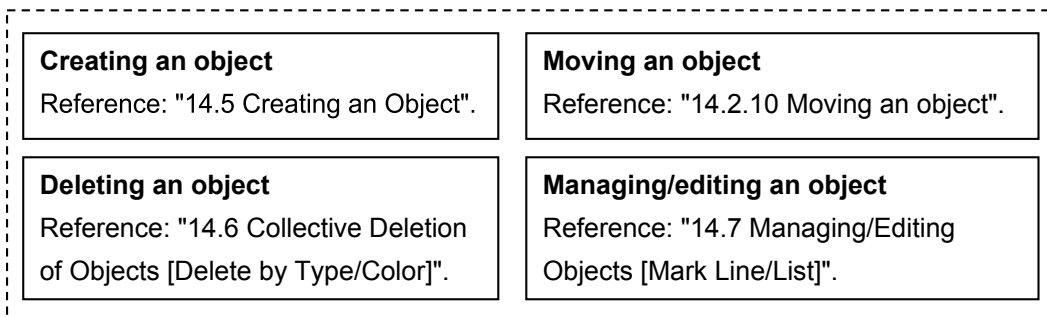 Creating an object
Reference: "14.5 Creating an Object".
Moving an object
Reference: "14.2.10 Moving an object".
Deleting an object
Reference: "14.6 Collective Deletion
of Objects [Delete by Type/Color]".
Managing/editing an object
Reference: "14.7 Managing/Editing
Objects [Mark Line/List]".